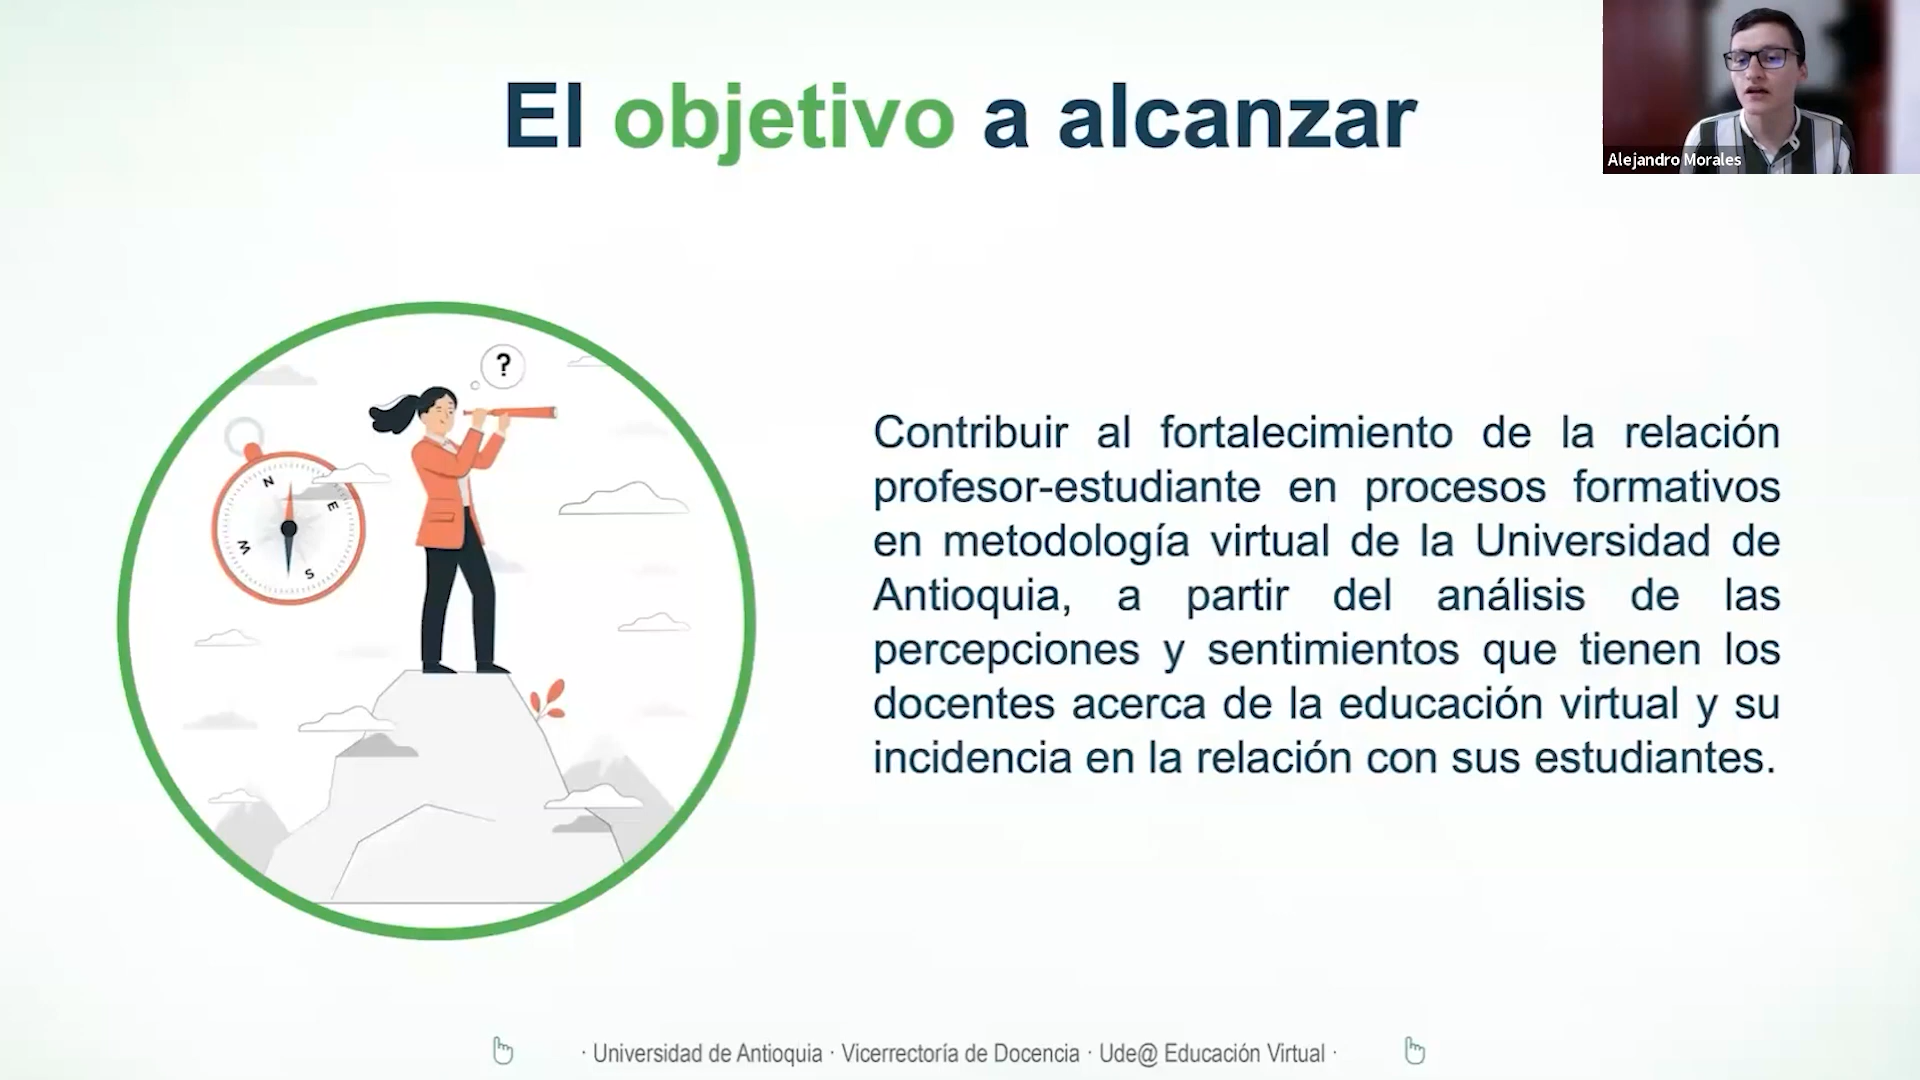 El objetivo a alcanzar
Alejandro Morales
?
N
E
W
S
Contribuir al fortalecimiento de la relación
profesor-estudiante en procesos formativos
en metodología virtual de la Universidad de
Antioquia, a partir del análisis de las
percepciones y sentimientos que tienen los
docentes acerca de la educación virtual y su
incidencia en la relación con sus estudiantes.
· Universidad de Antioquia · Vicerrectoría de Docencia · Ude@ Educación Virtual ·